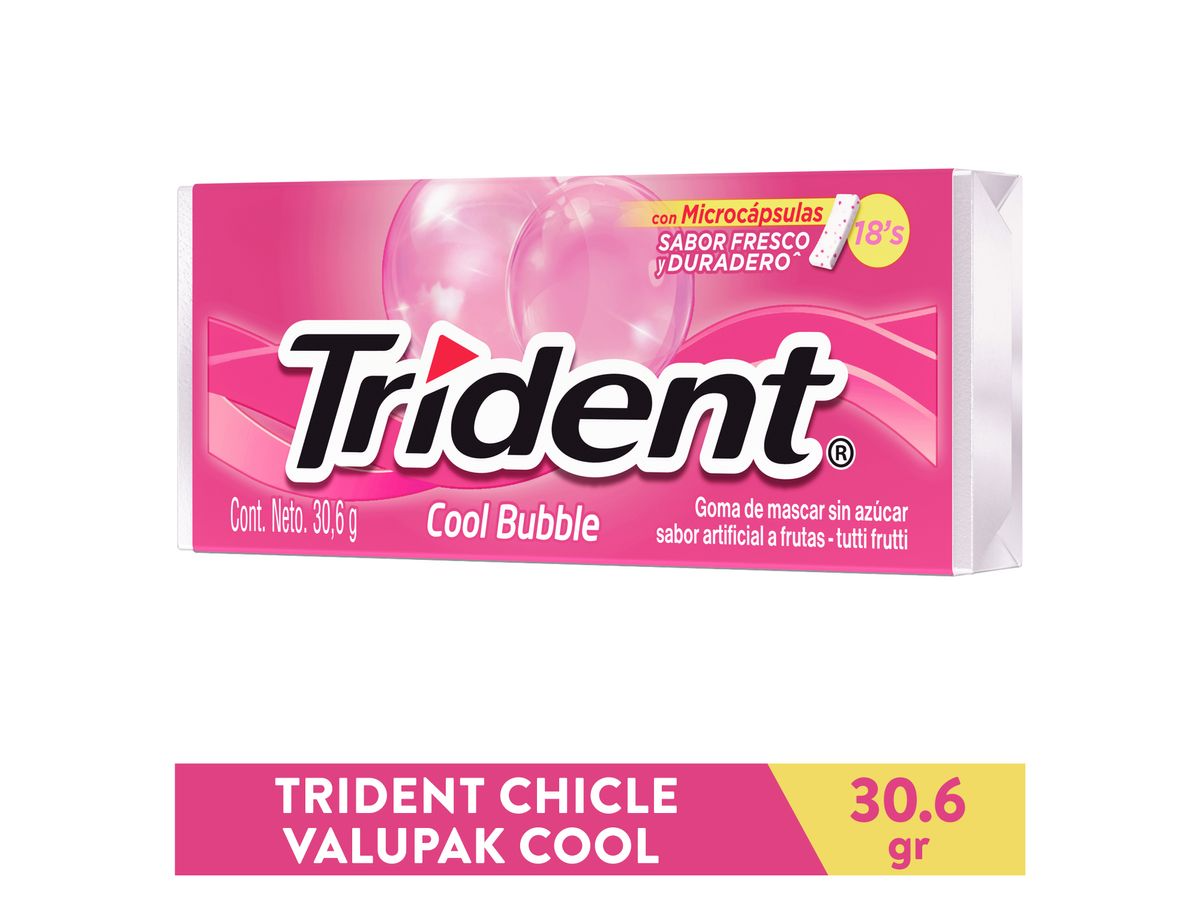 con Microcápsulas
SABOR FRESCO
y DURADERO^
18's
Trident®
Cont. Neto. 30,6 g
Cool Bubble
Goma de mascar sin azúcar
sabor artificial a frutas - tutti frutti
TRIDENT CHICLE
VALUPAK COOL
30.6
gr